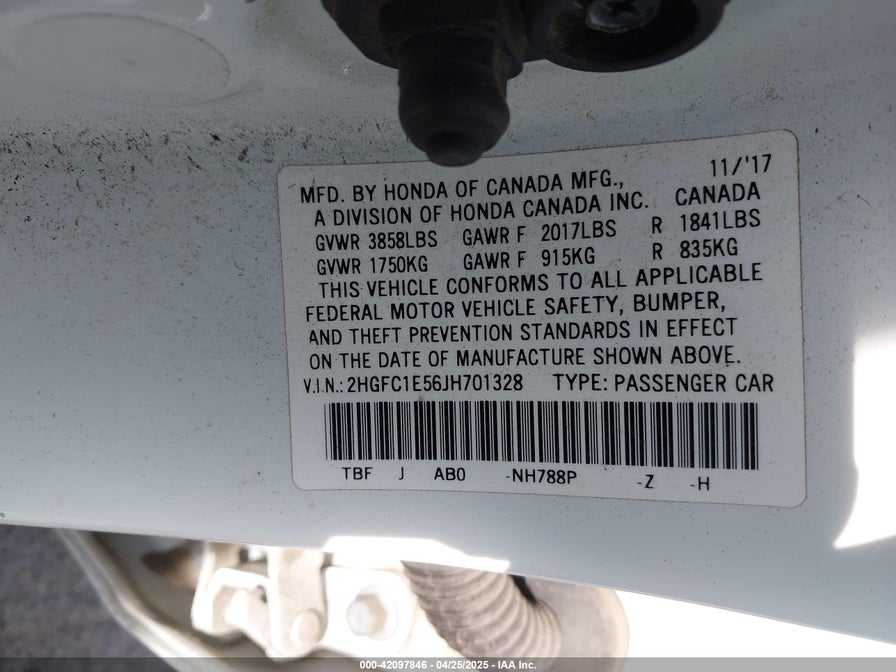 11/'17
MFD. BY HONDA OF CANADA MFG.,
A DIVISION OF HONDA CANADA INC. CANADA
GVWR 3858LBS GAWR F 2017LBS R 1841LBS
GVWR 1750KG GAWR F 915KG R 835KG
THIS VEHICLE CONFORMS TO ALL APPLICABLE
FEDERAL MOTOR VEHICLE SAFETY, BUMPER,
AND THEFT PREVENTION STANDARDS IN EFFECT
ON THE DATE OF MANUFACTURE SHOWN ABOVE.
V.I.N.: 2HGFC1E56JH701328 TYPE: PASSENGER CAR
TBF J AB0 -NH788P -Z -H
000-42097846 - 04/25/2025 - IAA Inc.